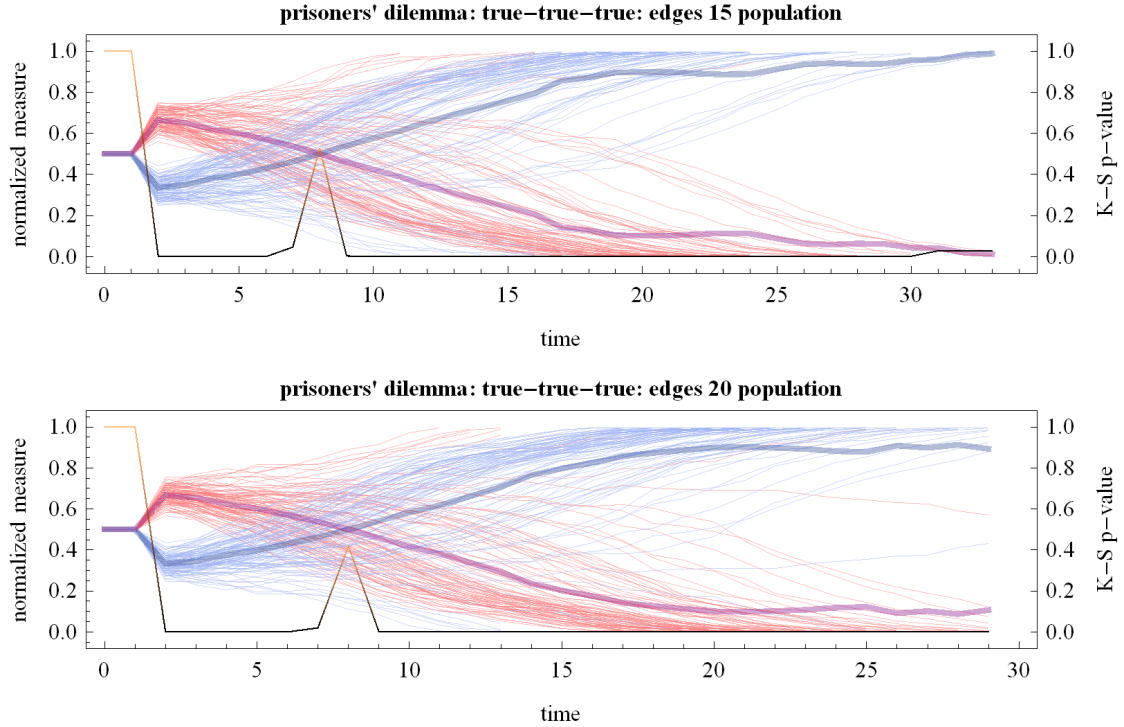 prisoners' dilemma: true−true−true: edges 15 population
normalized measure
1.0
0.8
0.6
0.4
0.2
0.0
1.0
0.8
0.6
0.4
0.2
0.0
K−S p−value
0 5 10 15 20 25 30
time
prisoners' dilemma: true−true−true: edges 20 population
normalized measure
1.0
0.8
0.6
0.4
0.2
0.0
1.0
0.8
0.6
0.4
0.2
0.0
K−S p−value
0 5 10 15 20 25 30
time